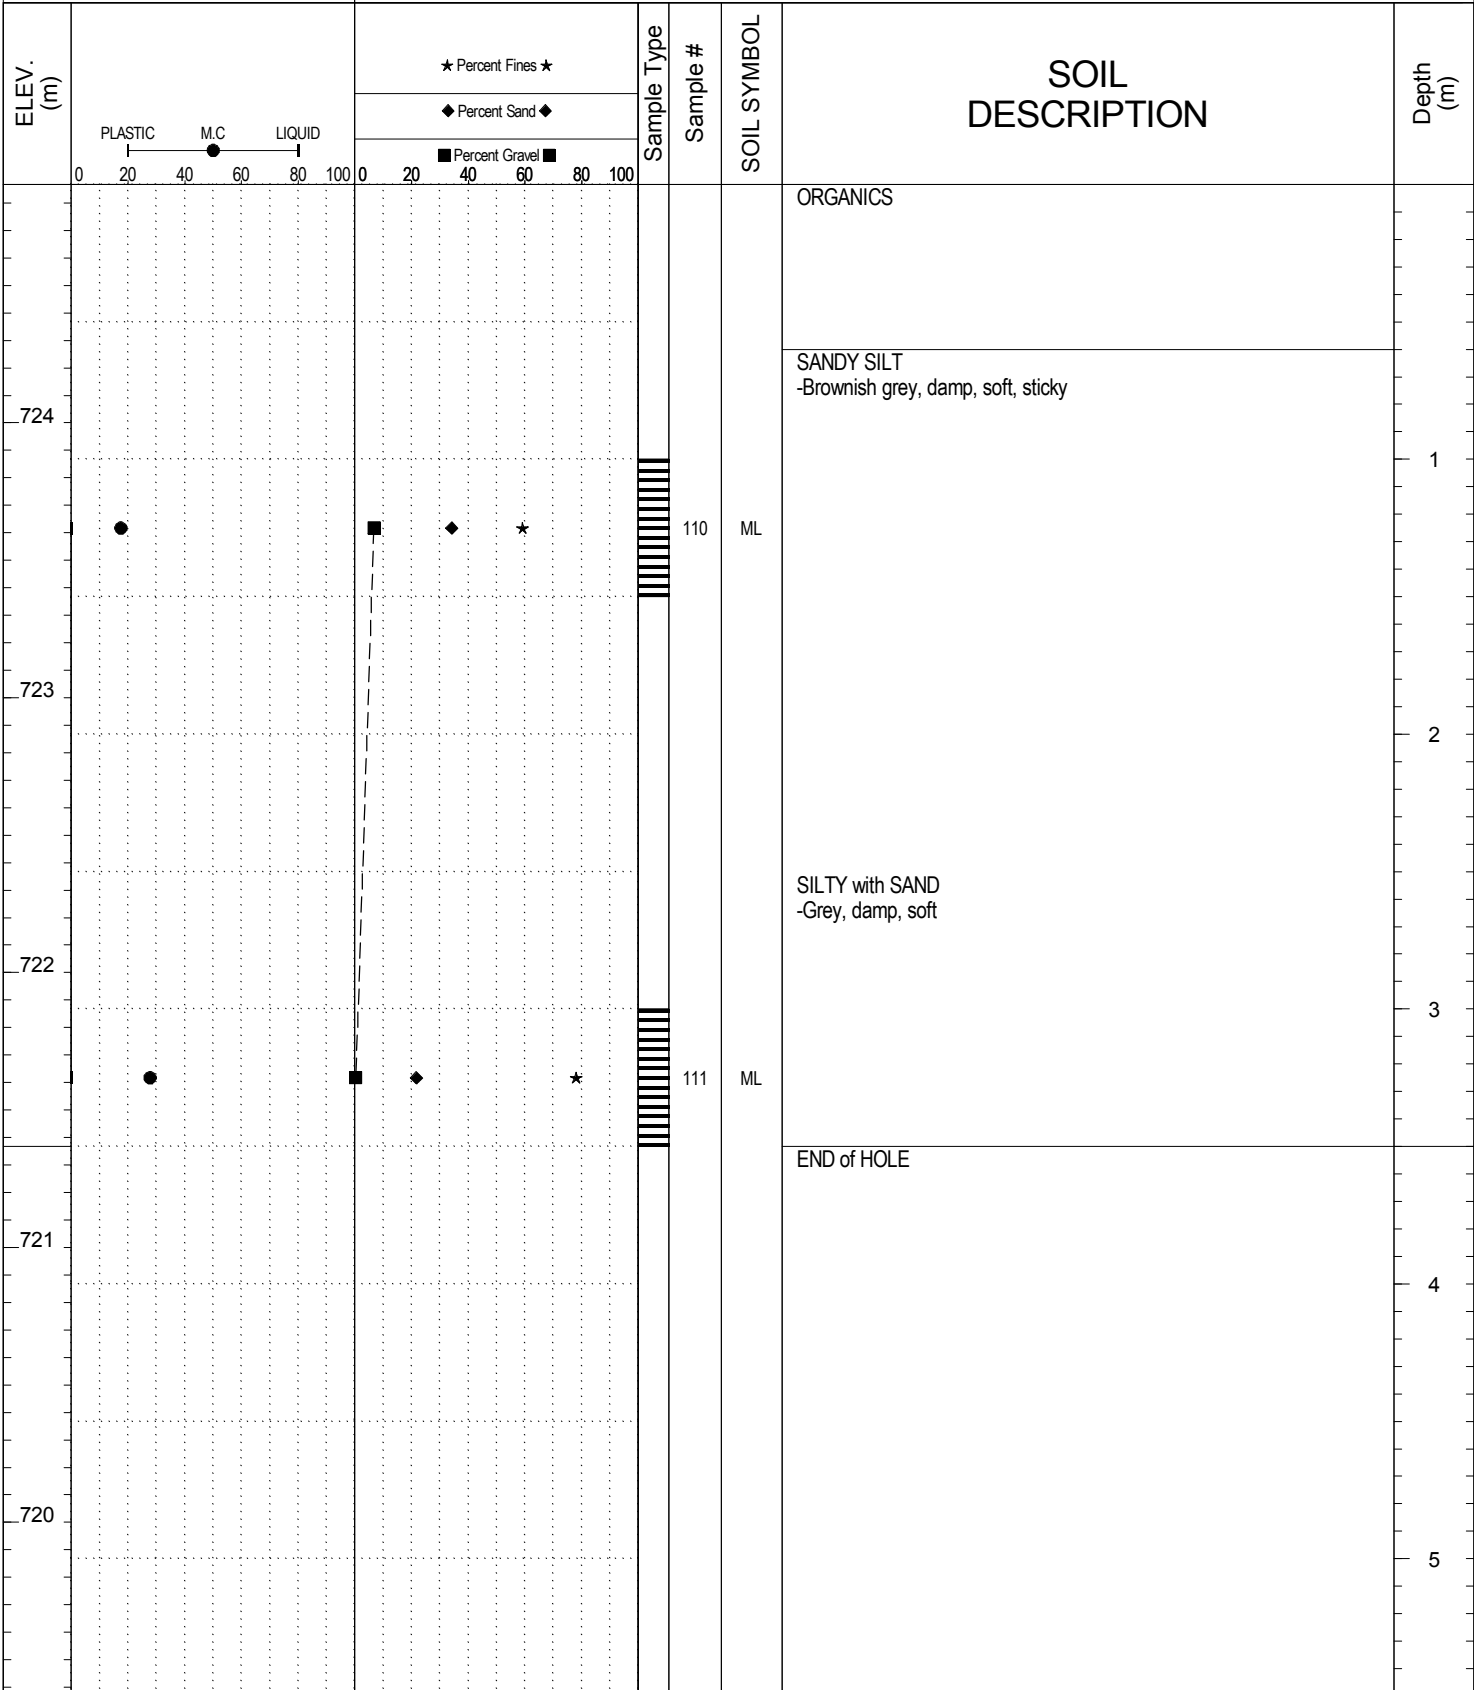 ELEV.
(m)
PLASTIC M.C LIQUID
0 20 40 60 80 100
★ Percent Fines ★
◆ Percent Sand ◆
■ Percent Gravel ■
0 20 40 60 80 100
Sample Type
Sample #
SOIL SYMBOL
SOIL
DESCRIPTION
Depth
(m)
ORGANICS
SANDY SILT
-Brownish grey, damp, soft, sticky
724
1
110 ML
723
2
SILTY with SAND
-Grey, damp, soft
722
3
111 ML
END of HOLE
721
4
720
5